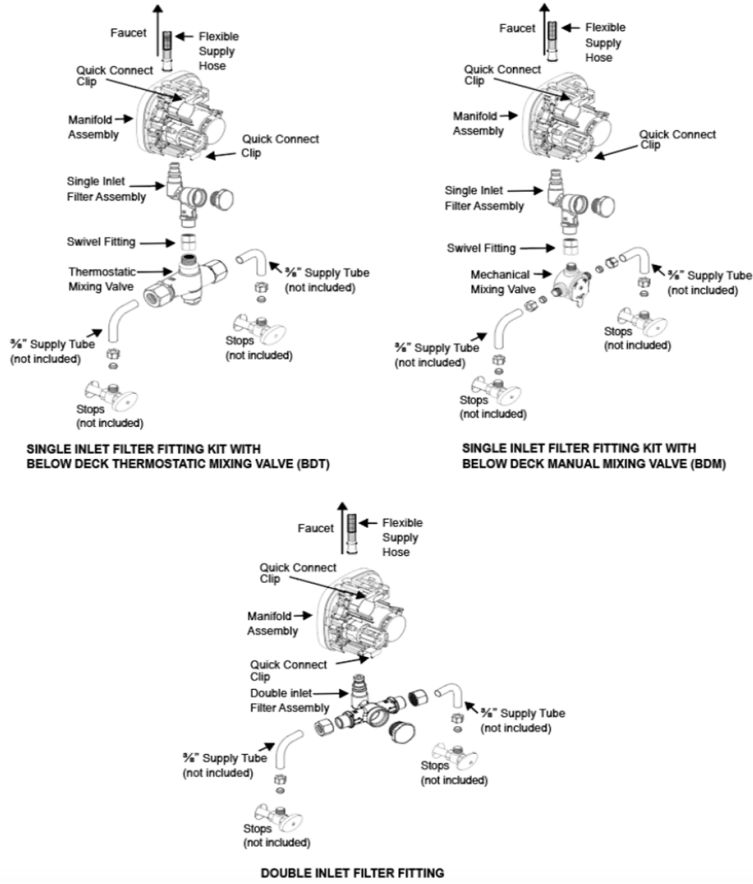 Faucet
Flexible
Supply
Hose
Quick Connect
Clip
Manifold
Assembly
Quick Connect
Clip
Single Inlet
Filter Assembly
Swivel Fitting
Thermostatic
Mixing Valve
⅜" Supply Tube
(not included)
⅜" Supply Tube
(not included)
Stops
(not included)
Stops
(not included)
SINGLE INLET FILTER FITTING KIT WITH
BELOW DECK THERMOSTATIC MIXING VALVE (BDT)
Faucet
Flexible
Supply
Hose
Quick Connect
Clip
Manifold
Assembly
Quick Connect
Clip
Single Inlet
Filter Assembly
Swivel Fitting
Mechanical
Mixing Valve
⅜" Supply Tube
(not included)
Stops
(not included)
⅜" Supply Tube
(not included)
Stops
(not included)
SINGLE INLET FILTER FITTING KIT WITH
BELOW DECK MANUAL MIXING VALVE (BDM)
Faucet
Flexible
Supply
Hose
Quick Connect
Clip
Manifold
Assembly
Quick Connect
Clip
Double inlet
Filter Assembly
⅜" Supply Tube
(not included)
⅜" Supply Tube
(not included)
Stops
(not included)
Stops
(not included)
DOUBLE INLET FILTER FITTING